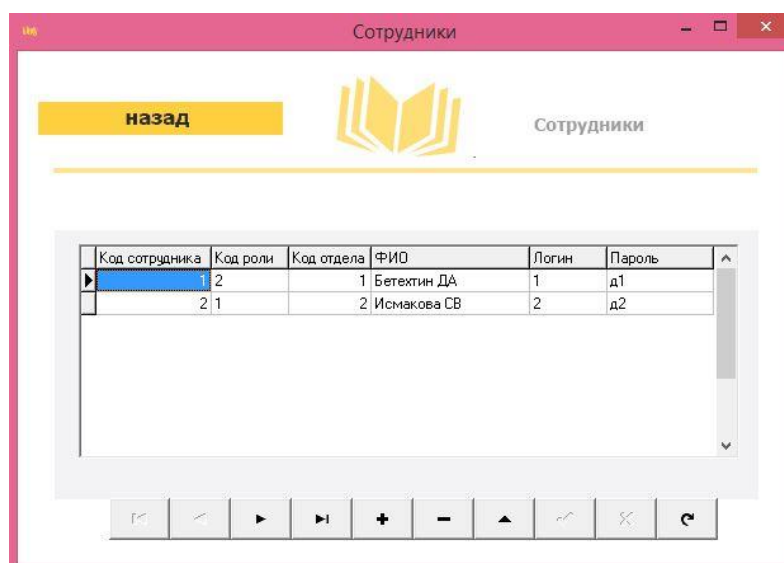 Сотрудники
назад
Сотрудники
Код сотрудника Код роли Код отдела ФИО Логин Пароль
1 2 1 Бетехтин ДА 1 д1
2 1 2 Исмакова СВ 2 д2